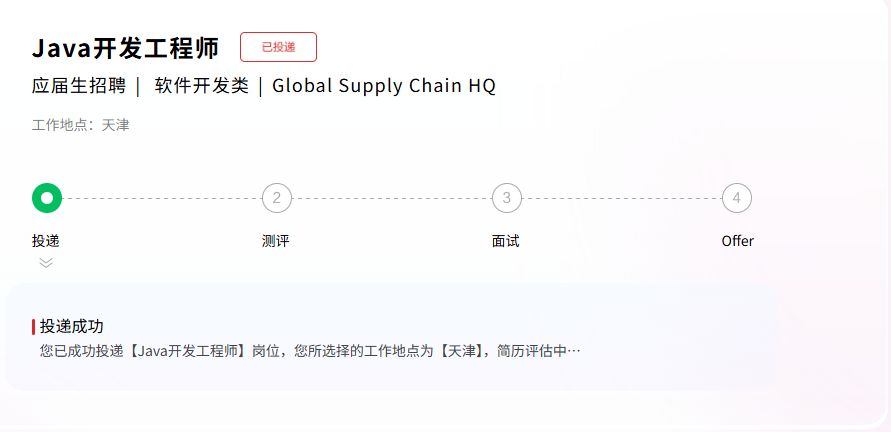 Java开发工程师 已投递
应届生招聘 | 软件开发类 | Global Supply Chain HQ
工作地点：天津
2 3 4
投递 测评 面试 Offer
投递成功
您已成功投递【Java开发工程师】岗位，您所选择的工作地点为【天津】，简历评估中…